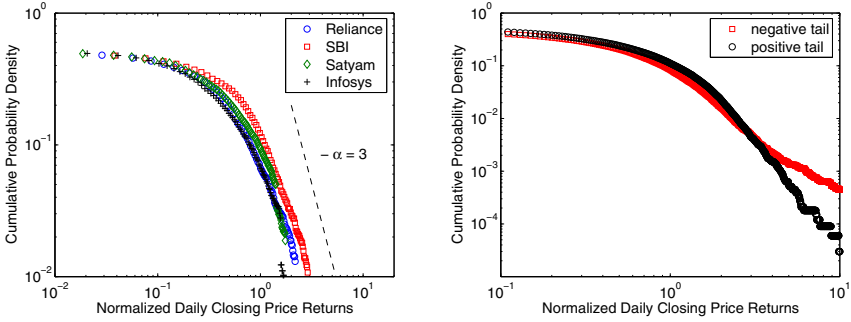 10^0
10^-1
10^-2
Cumulative Probability Density
Reliance
SBI
Satyam
Infosys
– α = 3
10^-2
10^-1
10^0
10^1
Normalized Daily Closing Price Returns
10^0
10^-1
10^-2
10^-3
10^-4
Cumulative Probability Density
negative tail
positive tail
10^-1
10^0
10^1
Normalized Daily Closing Price Returns